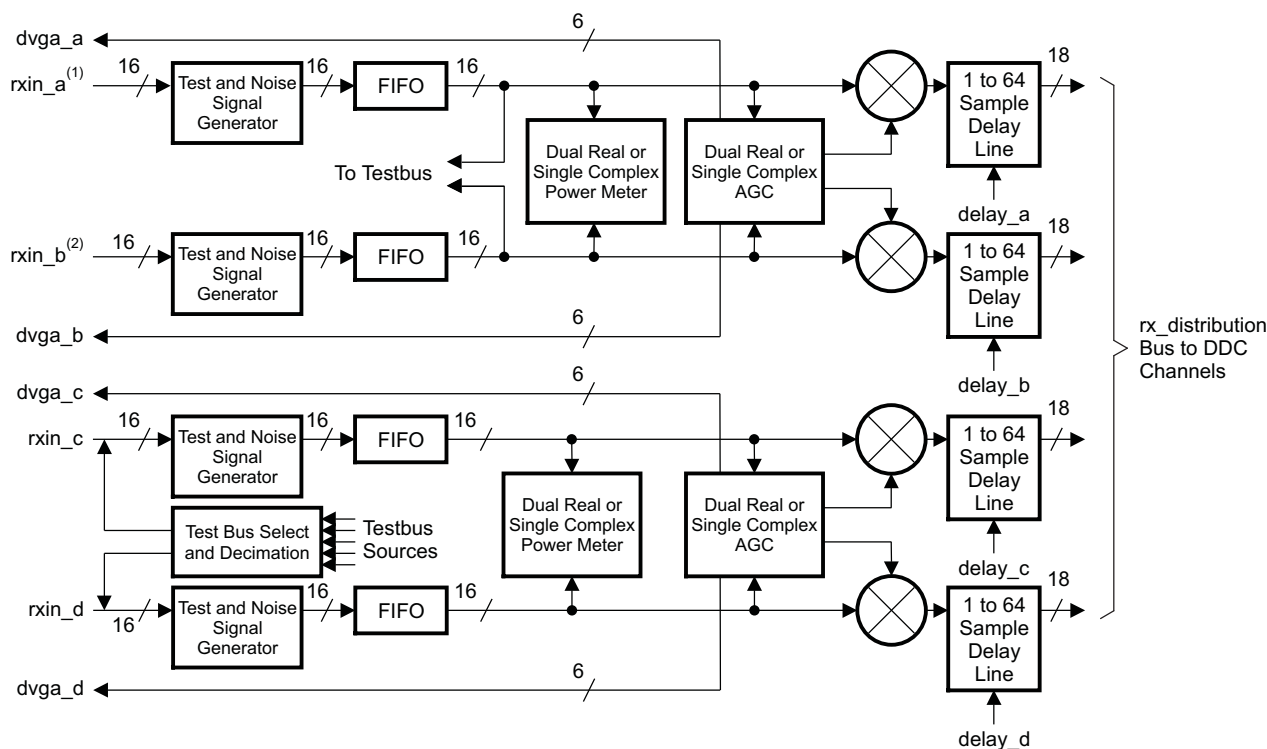 dvga_a
6
rxin_a(1)
16
Test and Noise
Signal
Generator
16
FIFO
16
1 to 64
Sample
Delay
Line
18
To Testbus
Dual Real or
Single Complex
Power Meter
Dual Real or
Single Complex
AGC
delay_a
rxin_b(2)
16
Test and Noise
Signal
Generator
16
FIFO
16
1 to 64
Sample
Delay
Line
18
dvga_b
6
delay_b
rx_distribution
Bus to DDC
Channels
dvga_c
6
rxin_c
16
Test and Noise
Signal
Generator
16
FIFO
16
1 to 64
Sample
Delay
Line
18
Test Bus Select
and Decimation
Testbus
Sources
Dual Real or
Single Complex
Power Meter
Dual Real or
Single Complex
AGC
delay_c
rxin_d
16
Test and Noise
Signal
Generator
16
FIFO
16
1 to 64
Sample
Delay
Line
18
dvga_d
6
delay_d